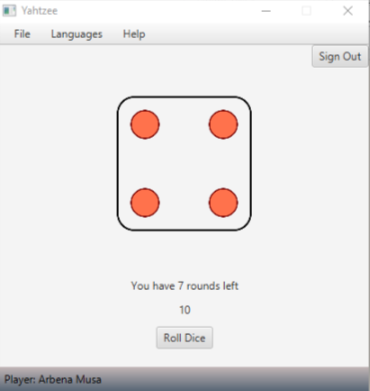 Yahtzee
File Languages Help
Sign Out
You have 7 rounds left
10
Roll Dice
Player: Arbena Musa